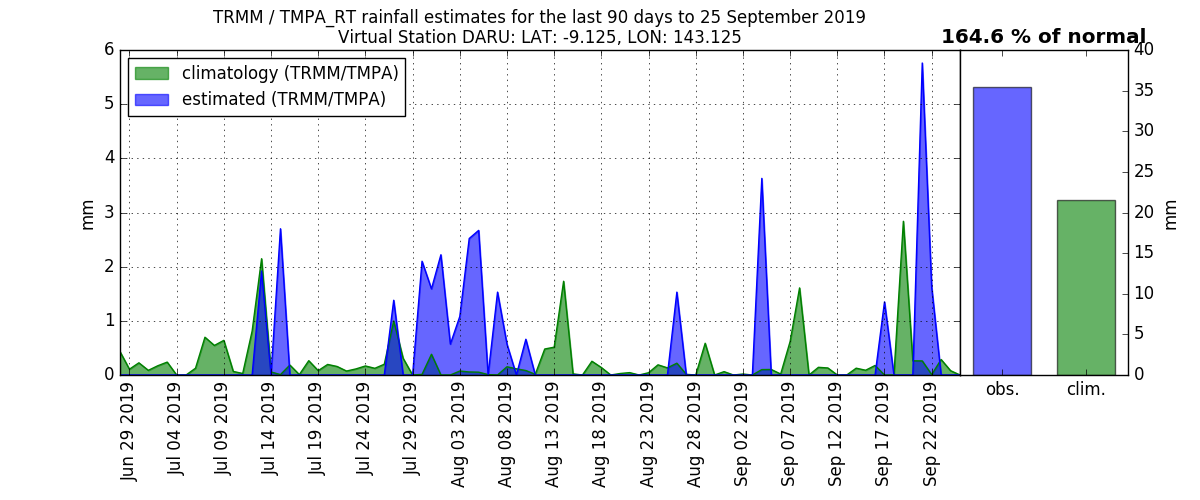 TRMM / TMPA_RT rainfall estimates for the last 90 days to 25 September 2019
Virtual Station DARU: LAT: -9.125, LON: 143.125
164.6 % of normal
climatology (TRMM/TMPA)
estimated (TRMM/TMPA)
6
5
4
3
2
1
0
mm
Jun 29 2019
Jul 04 2019
Jul 09 2019
Jul 14 2019
Jul 19 2019
Jul 24 2019
Jul 29 2019
Aug 03 2019
Aug 08 2019
Aug 13 2019
Aug 18 2019
Aug 23 2019
Aug 28 2019
Sep 02 2019
Sep 07 2019
Sep 12 2019
Sep 17 2019
Sep 22 2019
obs.
clim.
40
35
30
25
20
15
10
5
0
mm